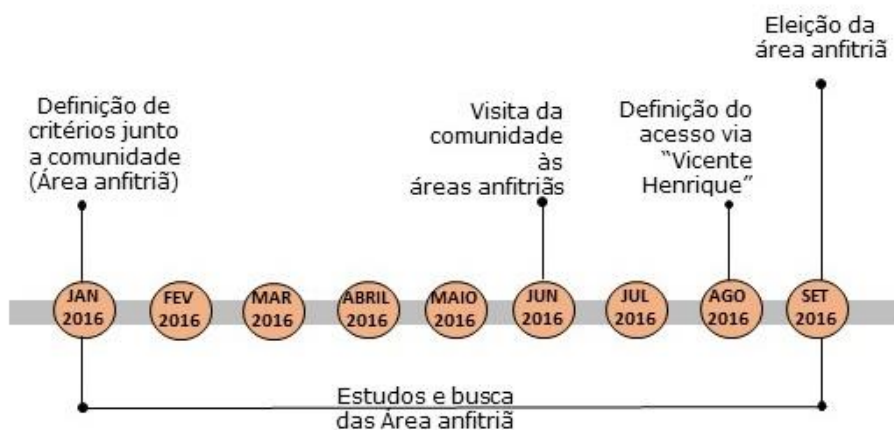 Eleição da
área anfitriã
Definição de
critérios junto
a comunidade
(Área anfitriã)
Visita da
comunidade
às
áreas anfitriãs
Definição do
acesso via
"Vicente
Henrique"
JAN
2016
FEV
2016
MAR
2016
ABRIL
2016
MAIO
2016
JUN
2016
JUL
2016
AGO
2016
SET
2016
Estudos e busca
das Área anfitriã